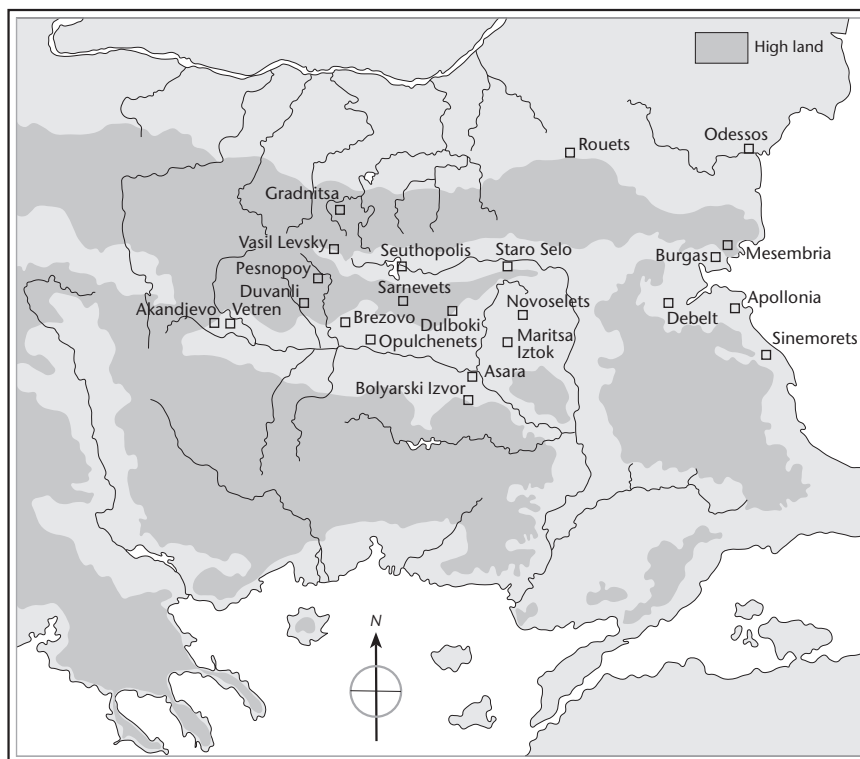 High land
Odessos
Rouets
Gradnitsa
Vasil Levsky
Seuthopolis
Staro Selo
Burgas
Mesembria
Pesnopoy
Duvanli
Sarnevets
Novoselets
Apollonia
Akandjevo
Vetren
Brezovo
Dulboki
Debelt
Opulchenets
Maritsa
Iztok
Sinemorets
Asara
Bolyarski Izvor
N